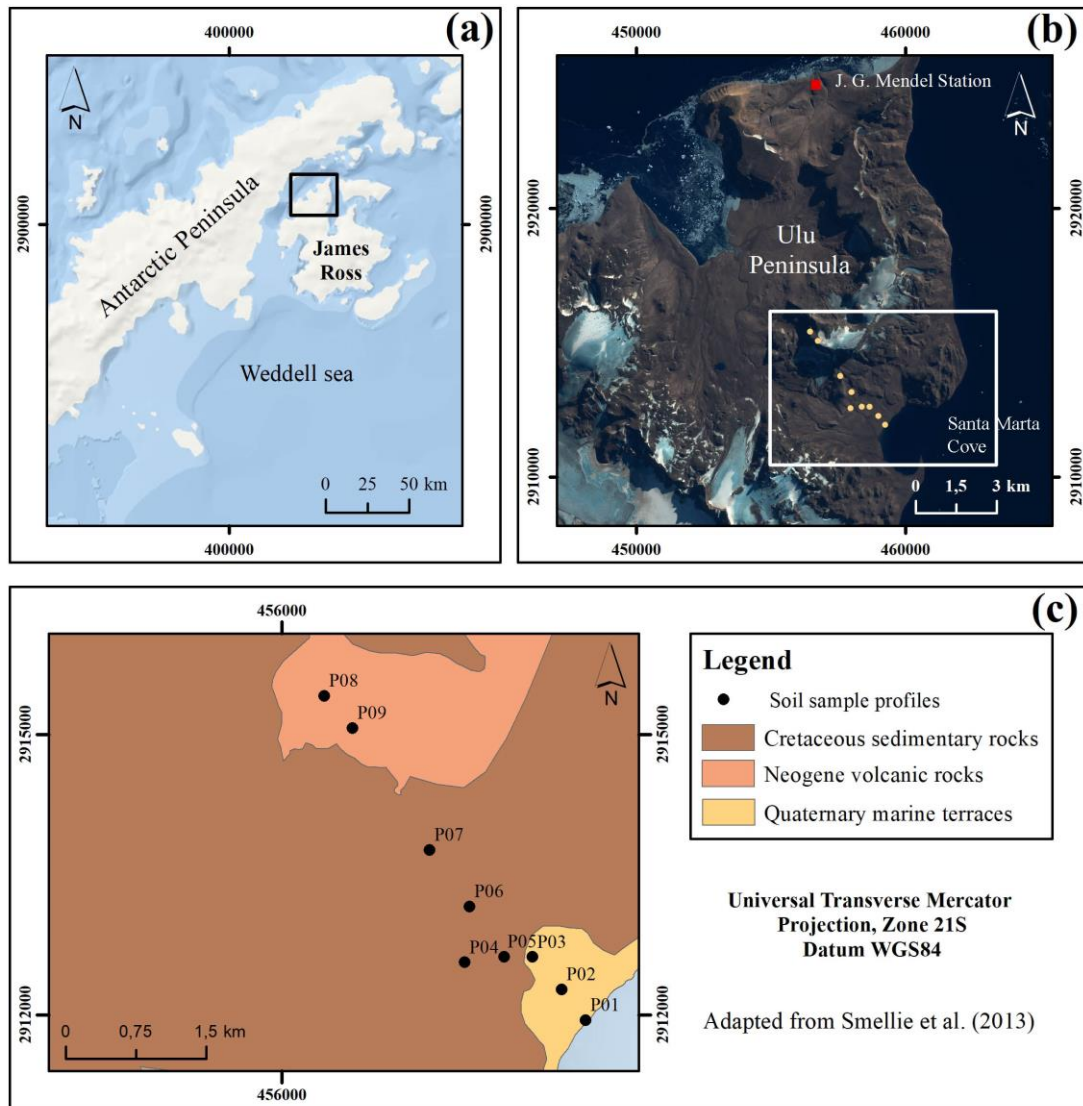 (a)
400000
N
2900000
Antarctic Peninsula
James
Ross
Weddell sea
0 25 50 km
400000
2900000
(b)
450000 460000
J. G. Mendel Station
N
2920000
Ulu
Peninsula
Santa Marta
Cove
2910000
0 1,5 3 km
450000 460000
2920000
2910000
(c)
456000
N
P08
P09
2915000
P07
P06
P04
P05
P03
P02
P01
2912000
0 0,75 1,5 km
456000
2915000
2912000
Legend
Soil sample profiles
Cretaceous sedimentary rocks
Neogene volcanic rocks
Quaternary marine terraces
Universal Transverse Mercator
Projection, Zone 21S
Datum WGS84
Adapted from Smellie et al. (2013)